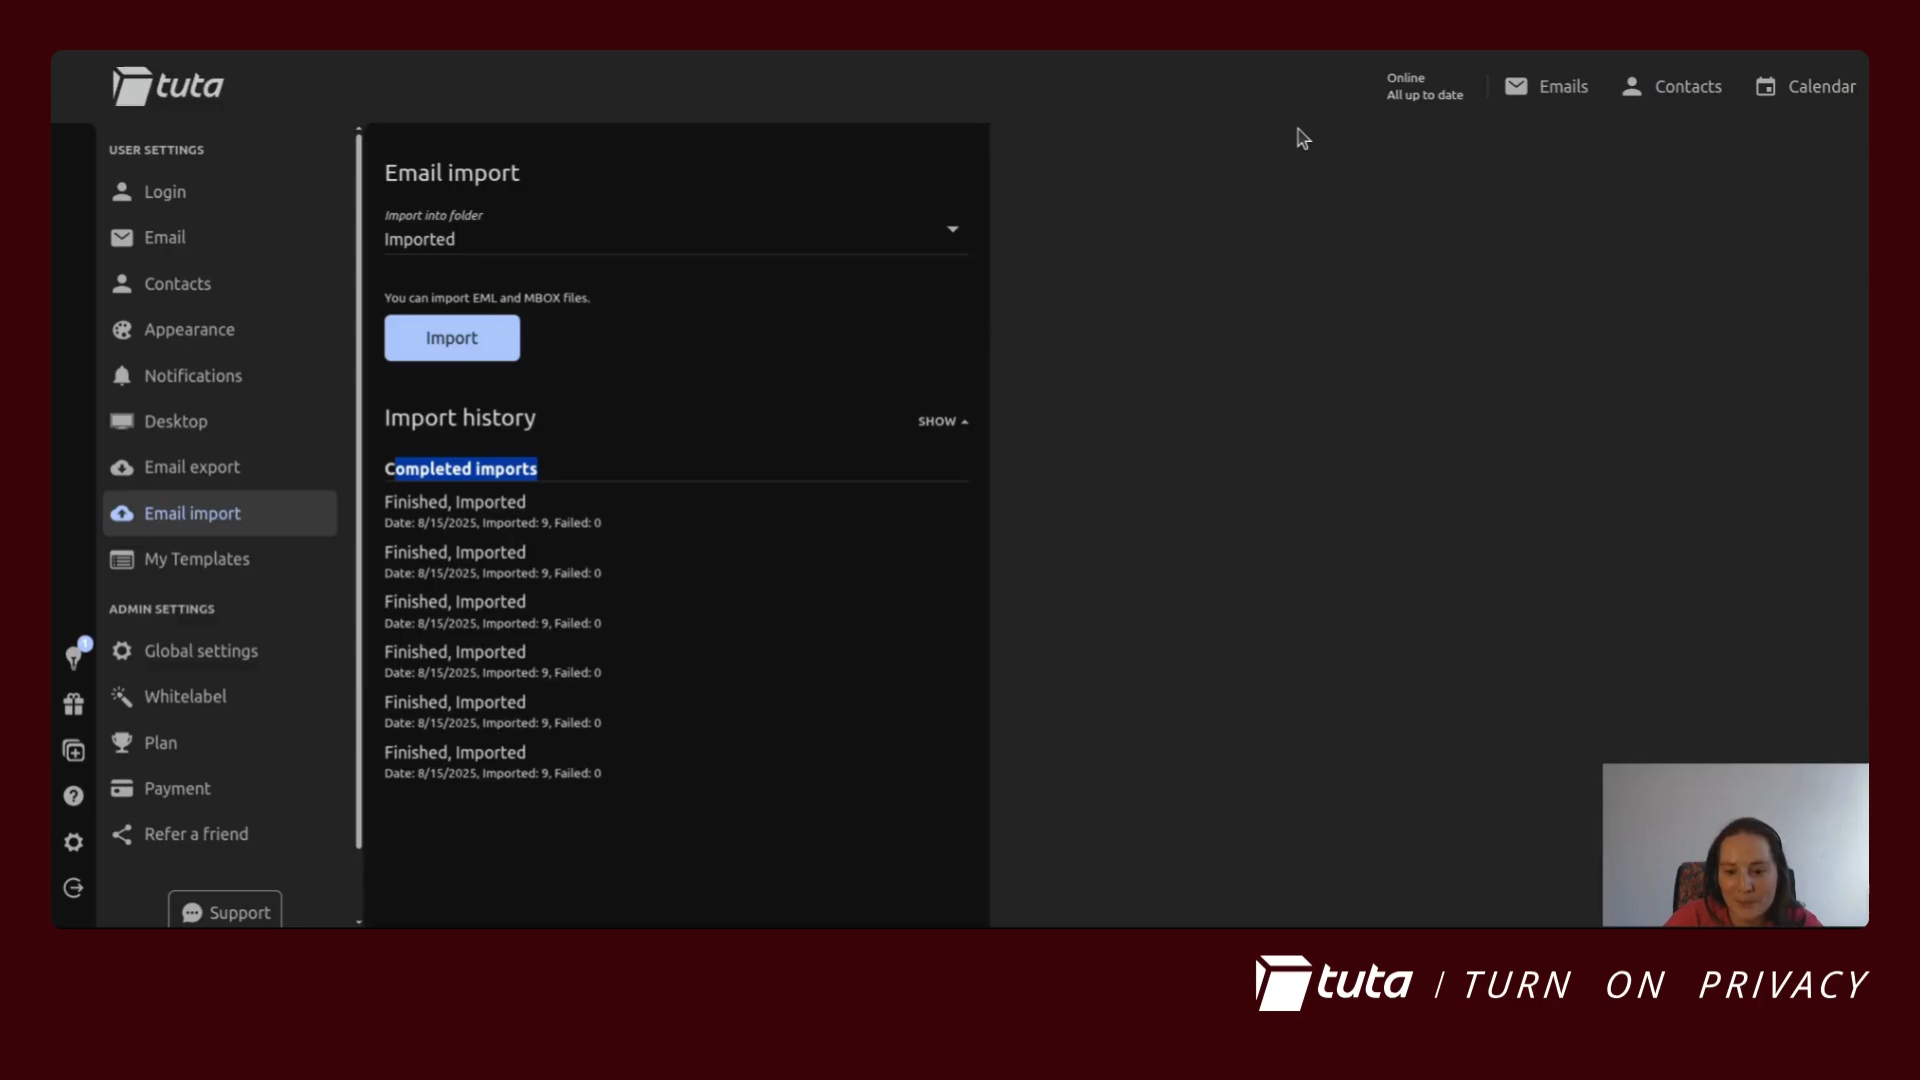 tuta
Online
All up to date
Emails
Contacts
Calendar
USER SETTINGS
Login
Email
Contacts
Appearance
Notifications
Desktop
Email export
Email import
My Templates
ADMIN SETTINGS
Global settings
Whitelabel
Plan
Payment
Refer a friend
Support
1
Email import
Import into folder
Imported
You can import EML and MBOX files.
Import
Import history
SHOW
Completed imports
Finished, Imported
Date: 8/15/2025, Imported: 9, Failed: 0
Finished, Imported
Date: 8/15/2025, Imported: 9, Failed: 0
Finished, Imported
Date: 8/15/2025, Imported: 9, Failed: 0
Finished, Imported
Date: 8/15/2025, Imported: 9, Failed: 0
Finished, Imported
Date: 8/15/2025, Imported: 9, Failed: 0
Finished, Imported
Date: 8/15/2025, Imported: 9, Failed: 0
tuta / TURN ON PRIVACY